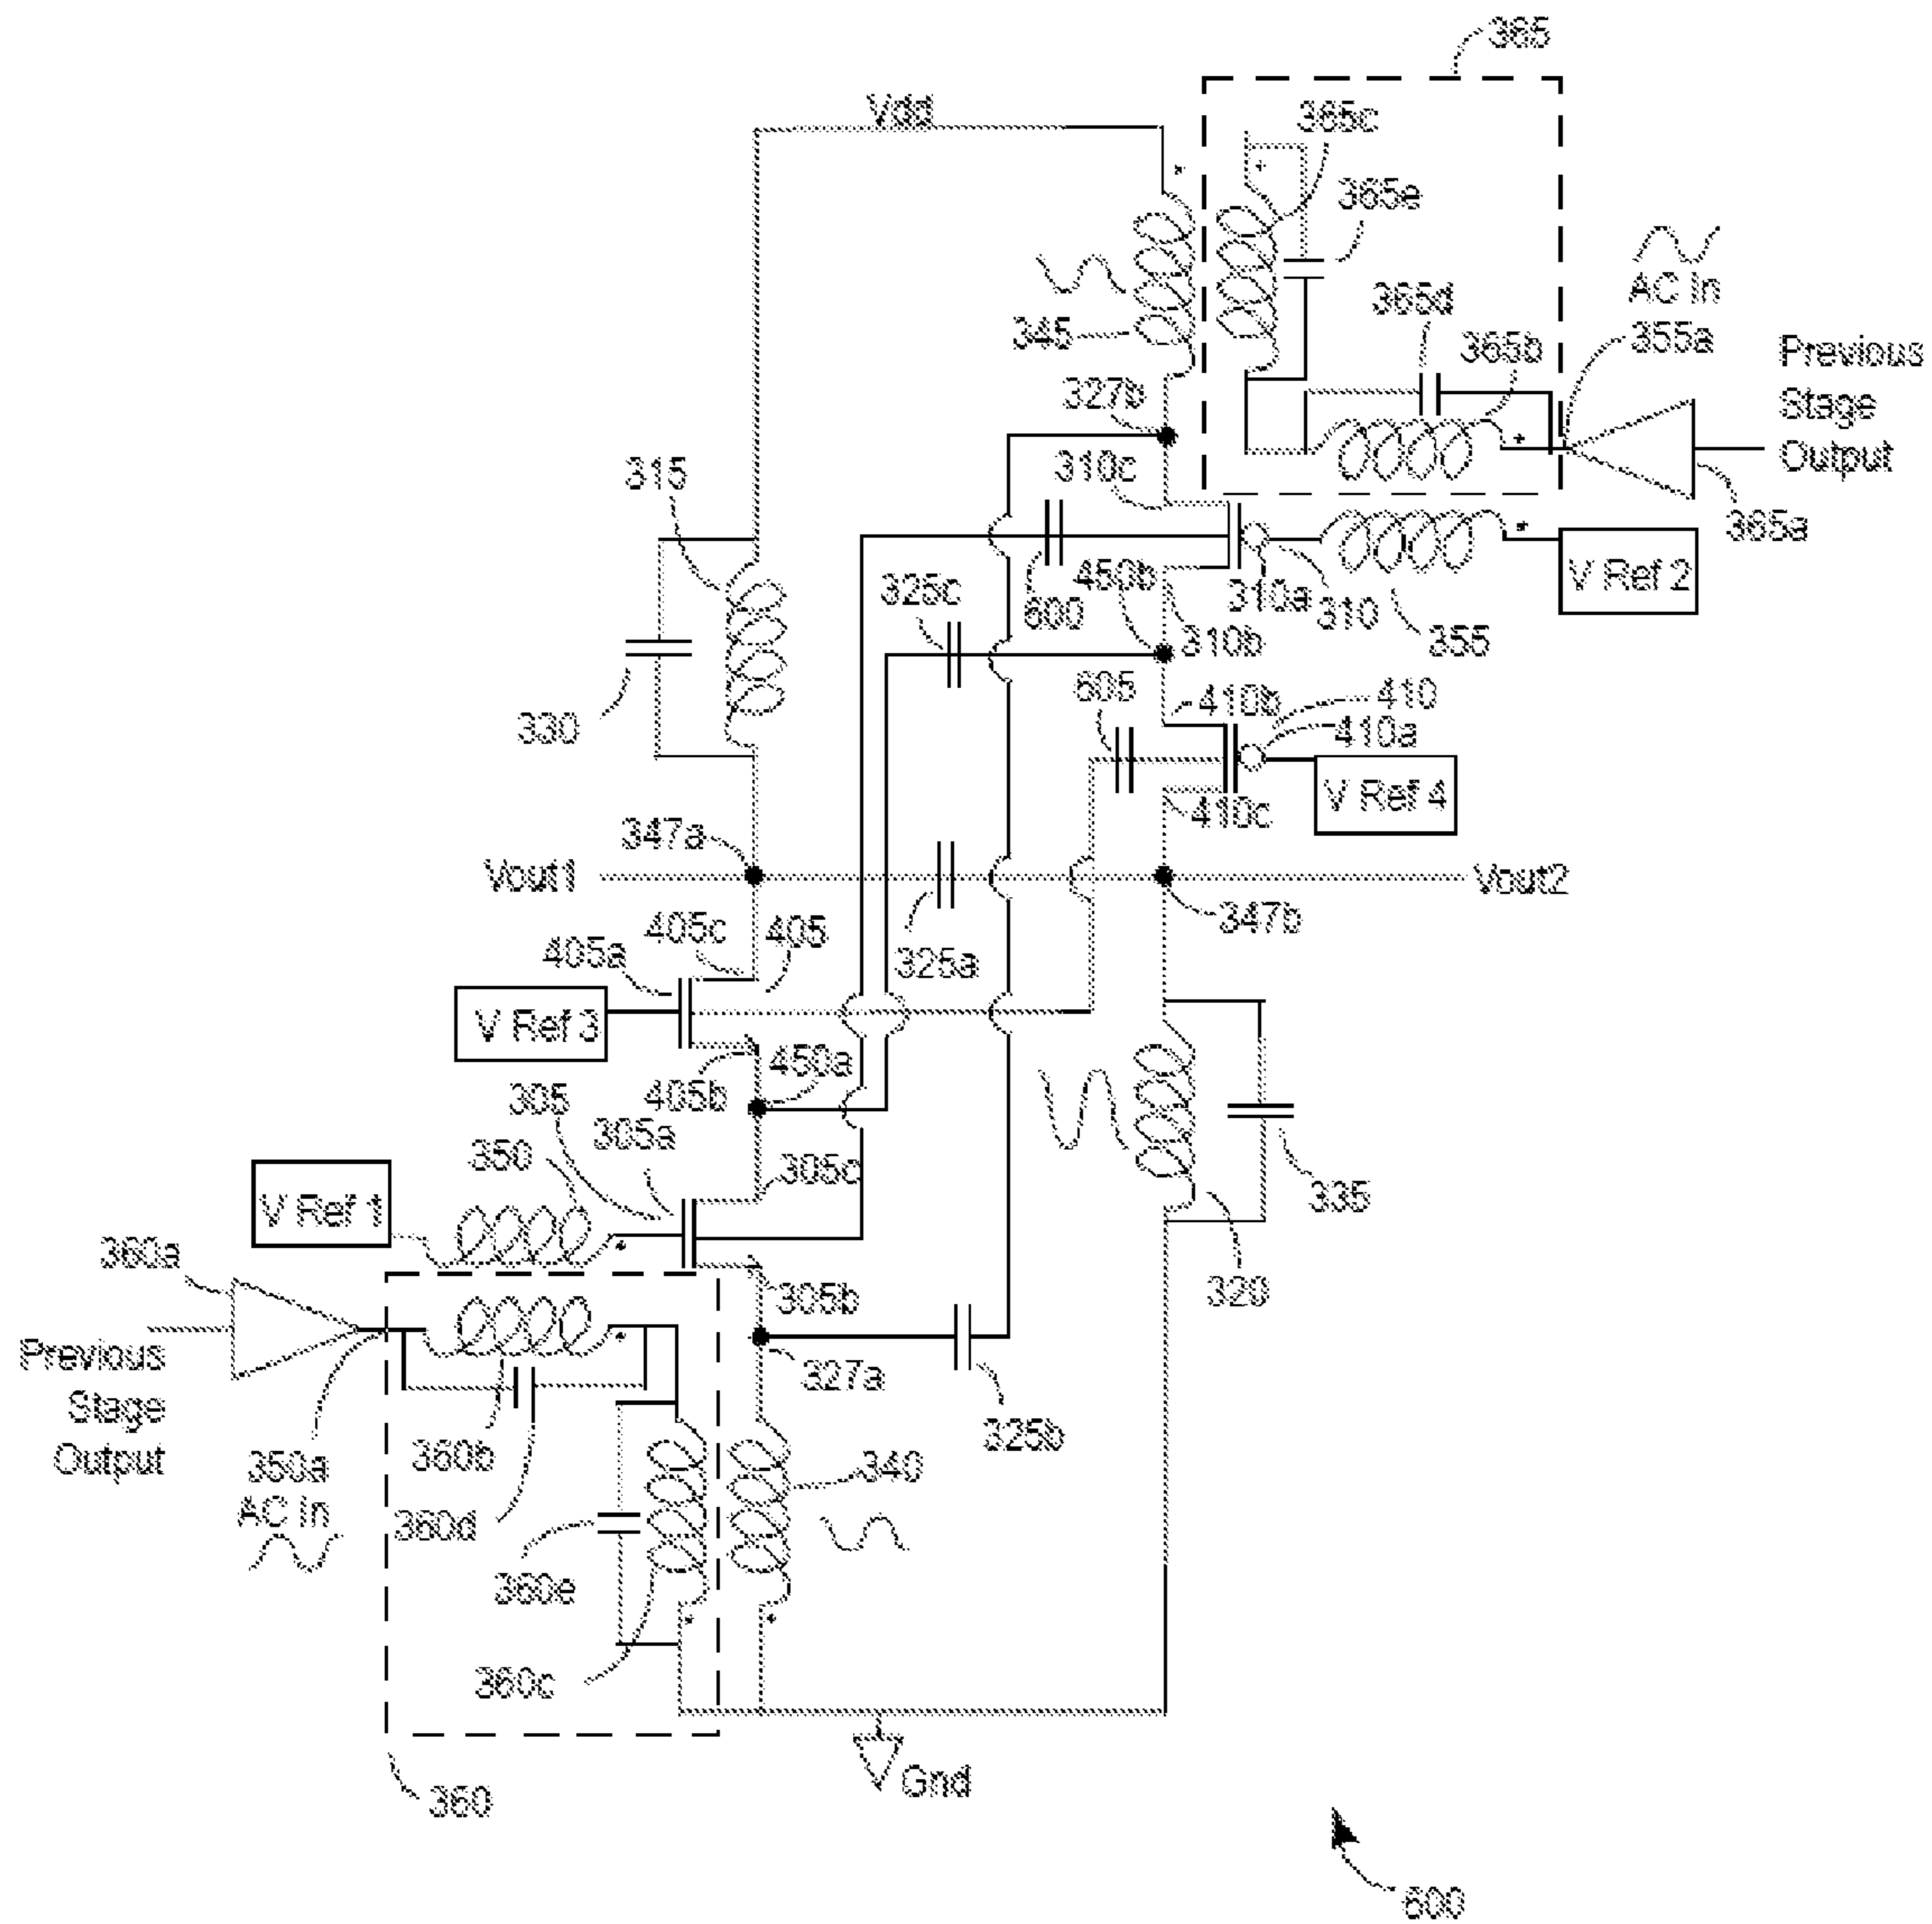 365
Vdd
365c
365e
AC in
365d
345
365b
355a
Previous
Stage
Output
327b
310c
315
365a
V Ref 2
325c
450b
600
310a
310
355
310b
330
605
410b
410
410a
V Ref 4
410c
347a
Vout1
Vout2
347b
405c
405
405a
325a
V Ref 3
450a
405b
305
305a
350
305c
335
V Ref 1
360a
305b
320
Previous
Stage
Output
327a
325b
350a
AC in
360b
340
360d
360e
360c
Gnd
360
600